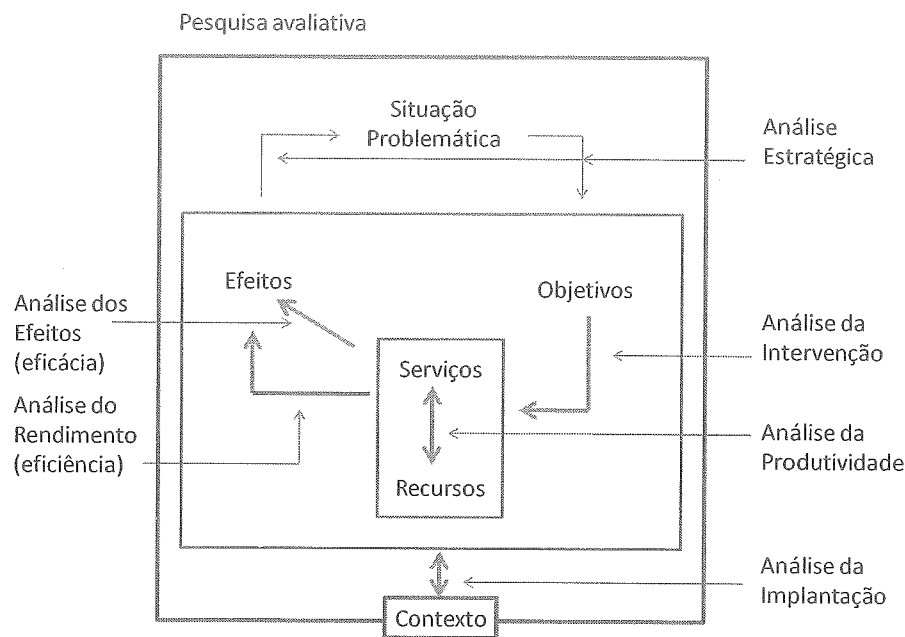 Pesquisa avaliativa
Situação
Problemática
Análise
Estratégica
Efeitos
Objetivos
Análise dos
Efeitos
(eficácia)
Análise da
Intervenção
Serviços
Análise do
Rendimento
(eficiência)
Análise da
Produtividade
Recursos
Análise da
Implantação
Contexto